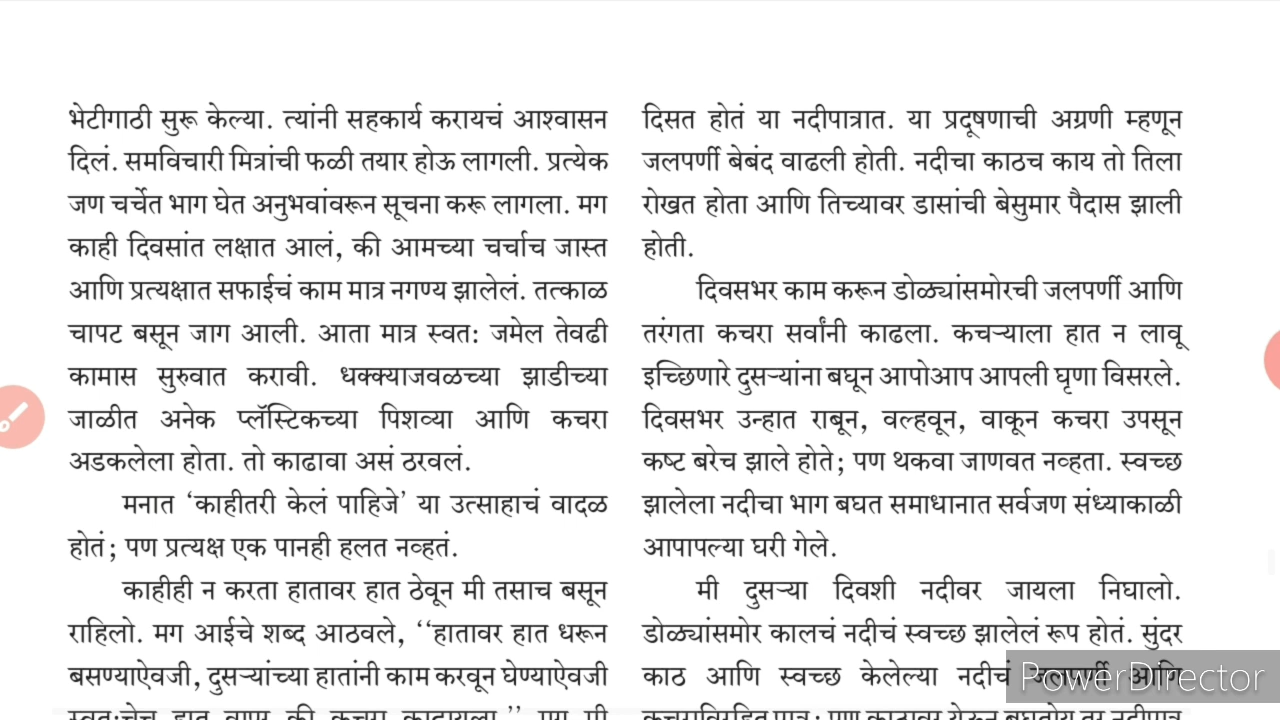 भेटीगाठी सुरू केल्या. त्यांनी सहकार्य करायचं आश्वासन
दिलं. समविचारी मित्रांची फळी तयार होऊ लागली. प्रत्येक
जण चर्चेत भाग घेत अनुभवांवरून सूचना करू लागला. मग
काही दिवसांत लक्षात आलं, की आमच्या चर्चाच जास्त
आणि प्रत्यक्षात सफाईचं काम मात्र नगण्य झालेलं. तत्काळ
चापट बसून जाग आली. आता मात्र स्वत: जमेल तेवढी
कामास सुरुवात करावी. धक्क्याजवळच्या झाडीच्या
जाळीत अनेक प्लॅस्टिकच्या पिशव्या आणि कचरा
अडकलेला होता. तो काढावा असं ठरवलं.
मनात ‘काहीतरी केलं पाहिजे’ या उत्साहाचं वादळ
होतं; पण प्रत्यक्ष एक पानही हलत नव्हतं.
काहीही न करता हातावर हात ठेवून मी तसाच बसून
राहिलो. मग आईचे शब्द आठवले, ‘‘हातावर हात धरून
बसण्याऐवजी, दुसऱ्यांच्या हातांनी काम करवून घेण्याऐवजी
दिसत होतं या नदीपात्रात. या प्रदूषणाची अग्रणी म्हणून
जलपर्णी बेबंद वाढली होती. नदीचा काठच काय तो तिला
रोखत होता आणि तिच्यावर डासांची बेसुमार पैदास झाली
होती.
दिवसभर काम करून डोळ्यांसमोरची जलपर्णी आणि
तरंगता कचरा सर्वांनी काढला. कचऱ्याला हात न लावू
इच्छिणारे दुसऱ्यांना बघून आपोआप आपली घृणा विसरले.
दिवसभर उन्हात राबून, वल्हवून, वाकून कचरा उपसून
कष्ट बरेच झाले होते; पण थकवा जाणवत नव्हता. स्वच्छ
झालेला नदीचा भाग बघत समाधानात सर्वजण संध्याकाळी
आपापल्या घरी गेले.
मी दुसऱ्या दिवशी नदीवर जायला निघालो.
डोळ्यांसमोर कालचं नदीचं स्वच्छ झालेलं रूप होतं. सुंदर
काठ आणि स्वच्छ केलेल्या नदीचं जलपर्णी आणि
PowerDirector